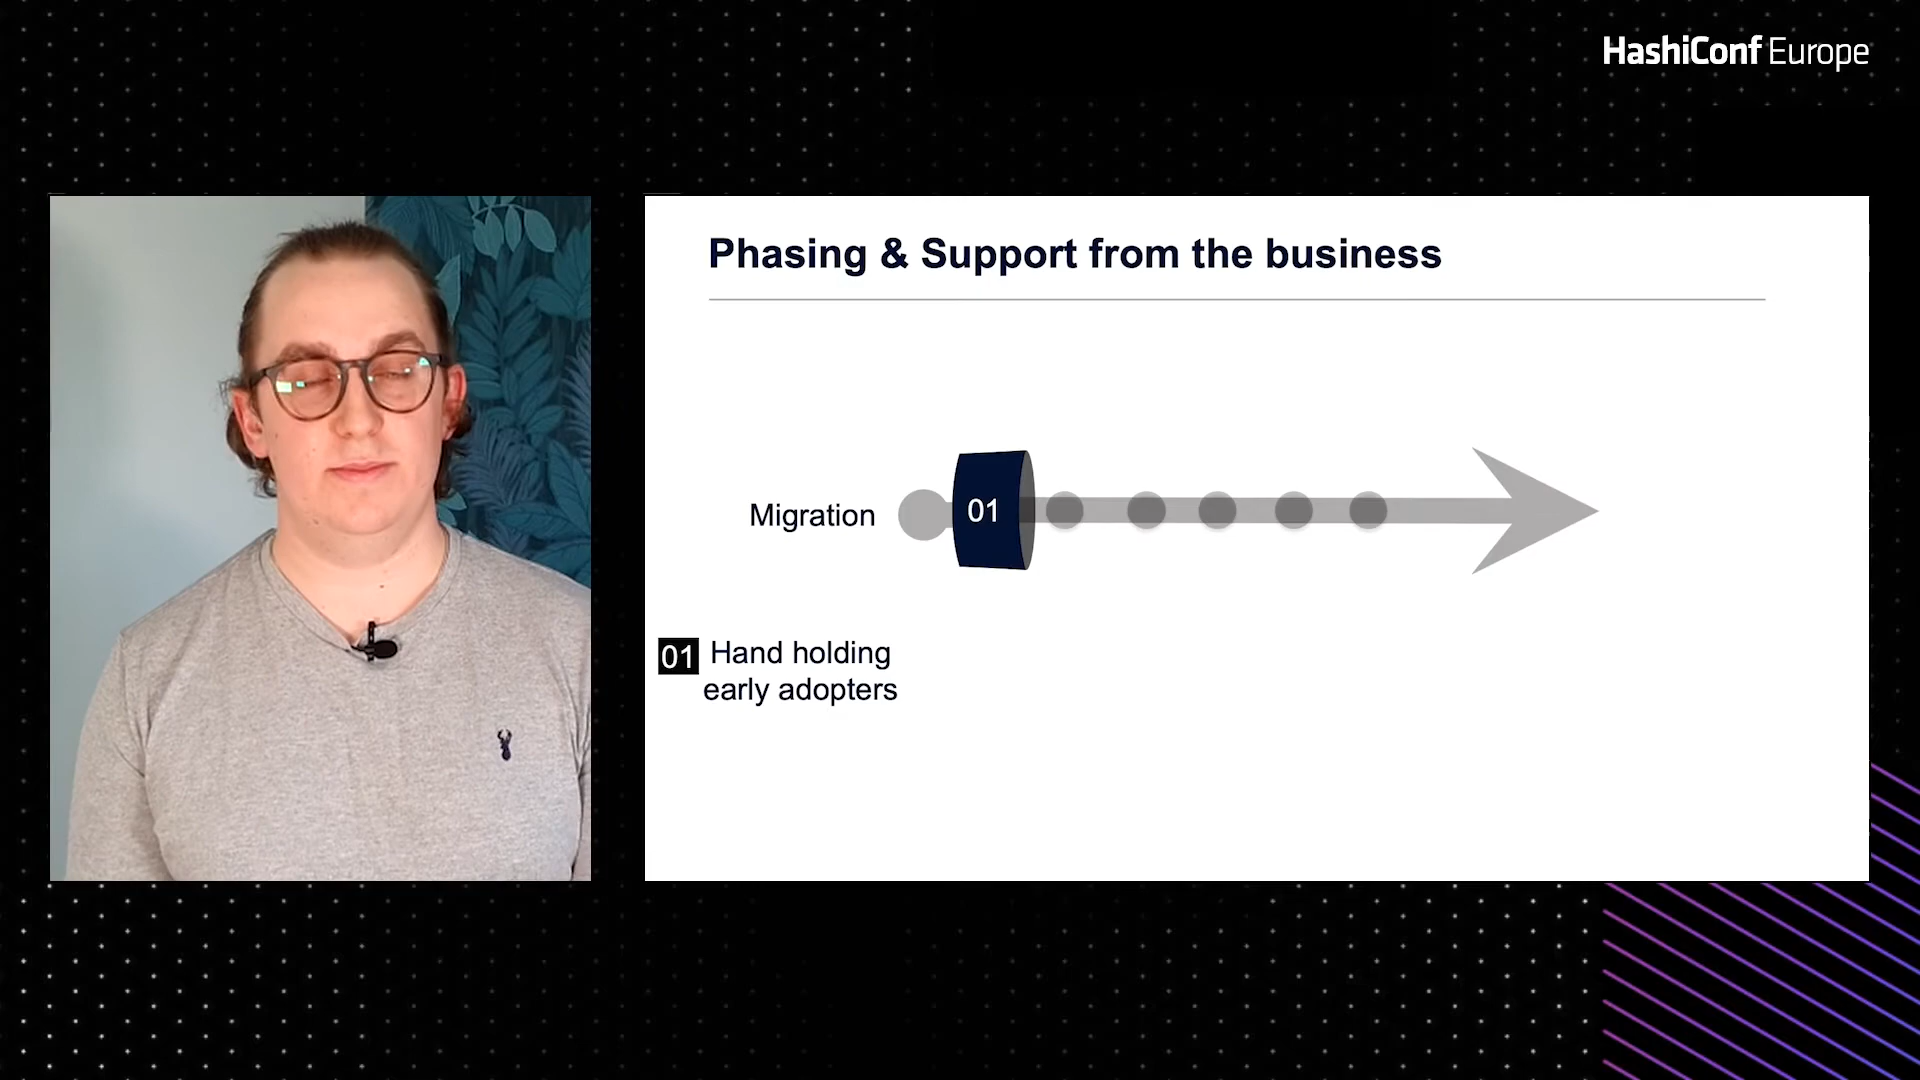 HashiConf Europe
Phasing & Support from the business
Migration
01
01 Hand holding
early adopters